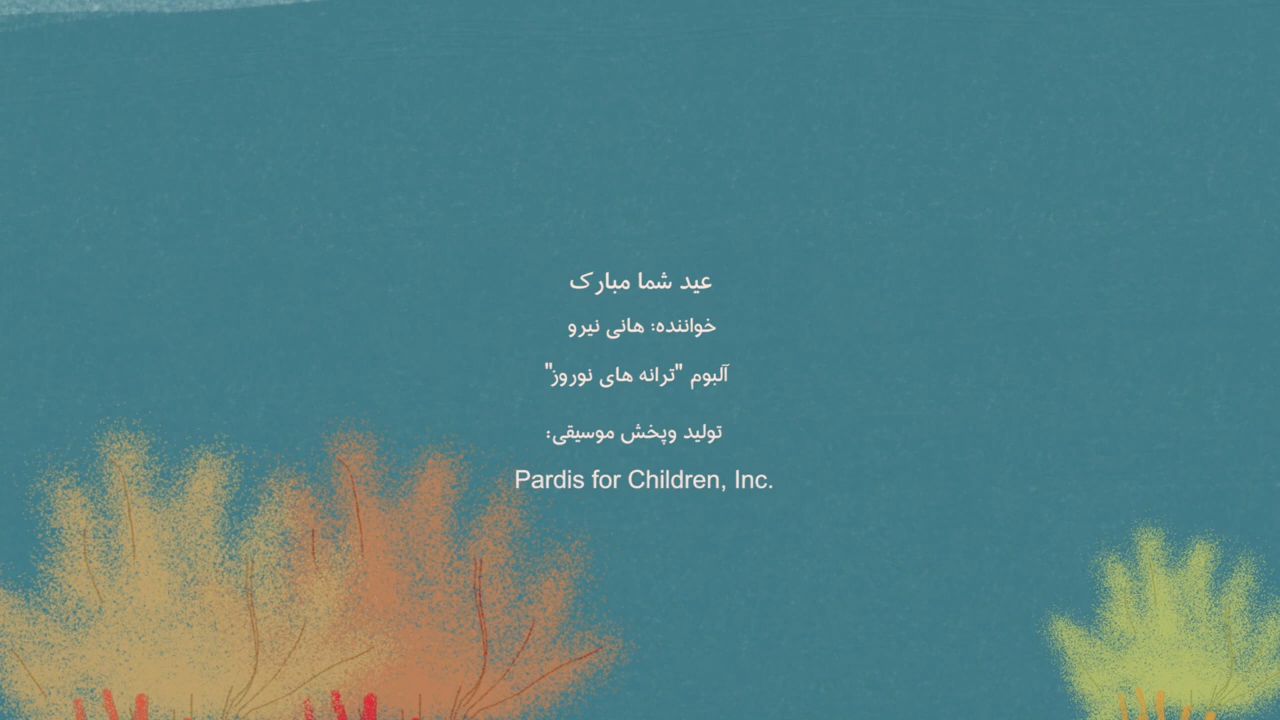 عید شما مبارک
خواننده: هانی نیرو
آلبوم "ترانه های نوروز"
تولید وپخش موسیقی:
Pardis for Children, Inc.